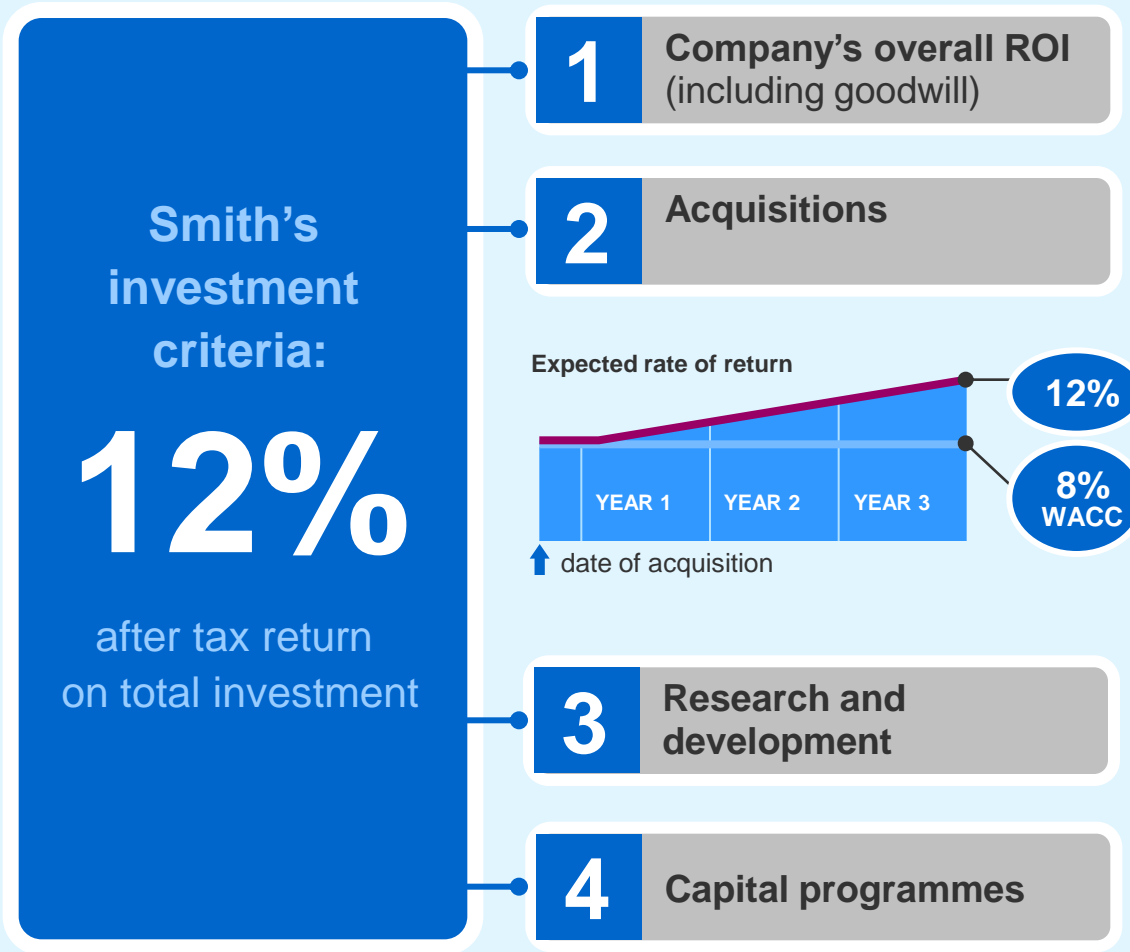 Smith’s
investment
criteria:
12%
after tax return
on total investment
1
Company’s overall ROI
(including goodwill)
2
Acquisitions
Expected rate of return
12%
8%
WACC
YEAR 1
YEAR 2
YEAR 3
date of acquisition
3
Research and
development
4
Capital programmes